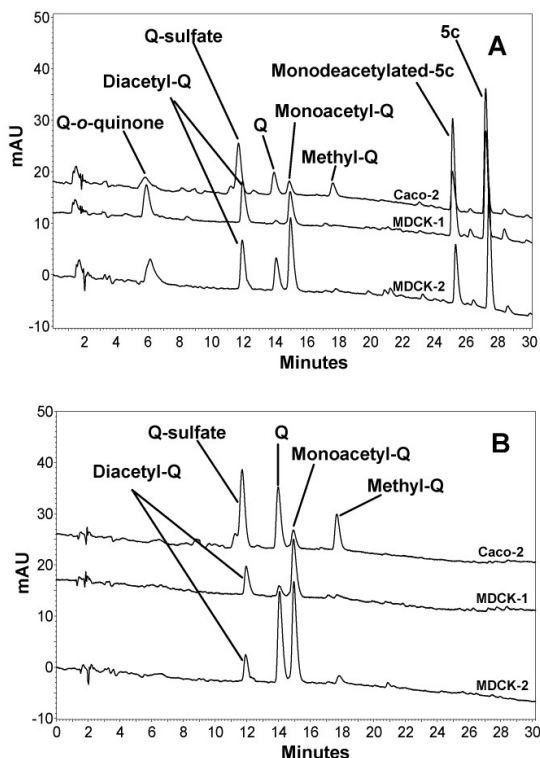 50
40
30
20
10
0
-10
mAU
A
5c
Q-sulfate
Diacetyl-Q
Monodeacetylated-5c
Q-o-quinone
Q
Monoacetyl-Q
Methyl-Q
Caco-2
MDCK-1
MDCK-2
2 4 6 8 10 12 14 16 18 20 22 24 26 28 30
Minutes
50
40
30
20
10
0
-10
mAU
B
Q-sulfate
Q
Monoacetyl-Q
Diacetyl-Q
Methyl-Q
Caco-2
MDCK-1
MDCK-2
0 2 4 6 8 10 12 14 16 18 20 22 24 26 28 30
Minutes